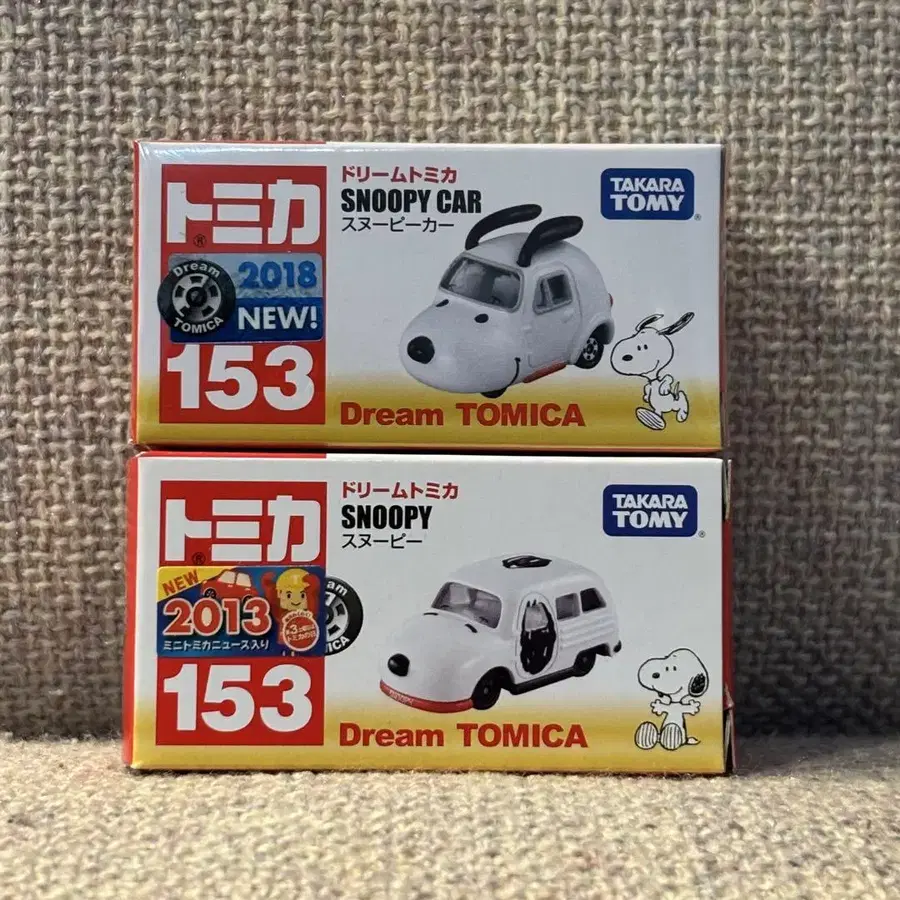 トミカ
®
Dream
TOMICA
2018
NEW!
153
ドリームトミカ
SNOOPY CAR
スヌーピーカー
TAKARA
TOMY
®
Dream TOMICA
トミカ
®
NEW
2013
ミニトミカニュース入り
153
ドリームトミカ
SNOOPY
スヌーピー
TAKARA
TOMY
®
Dream TOMICA